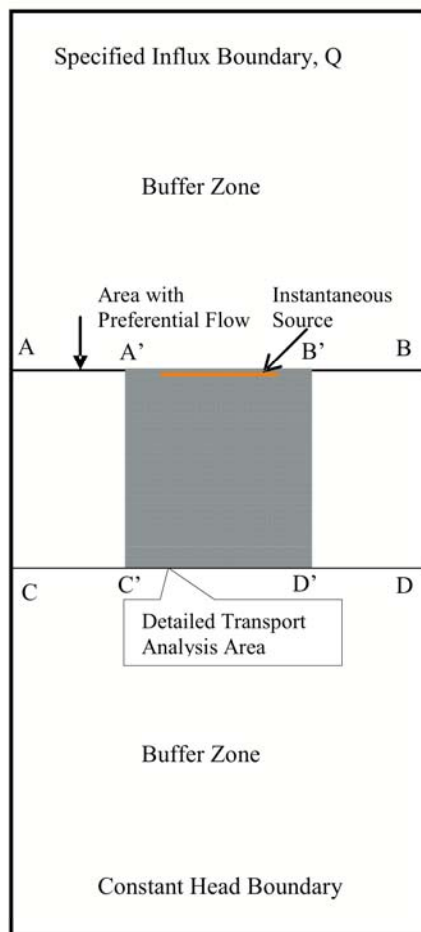 Specified Influx Boundary, Q
Buffer Zone
Area with
Preferential Flow
Instantaneous
Source
A
A’
B’
B
C
C’
D’
D
Detailed Transport
Analysis Area
Buffer Zone
Constant Head Boundary